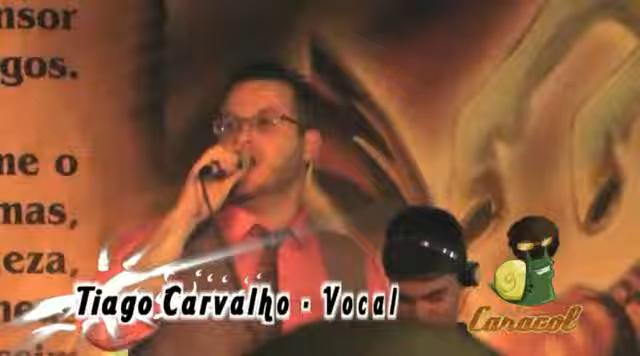 nsor
gos.
me o
mas,
eza,
Tiago Carvalho - Vocal
Caracol